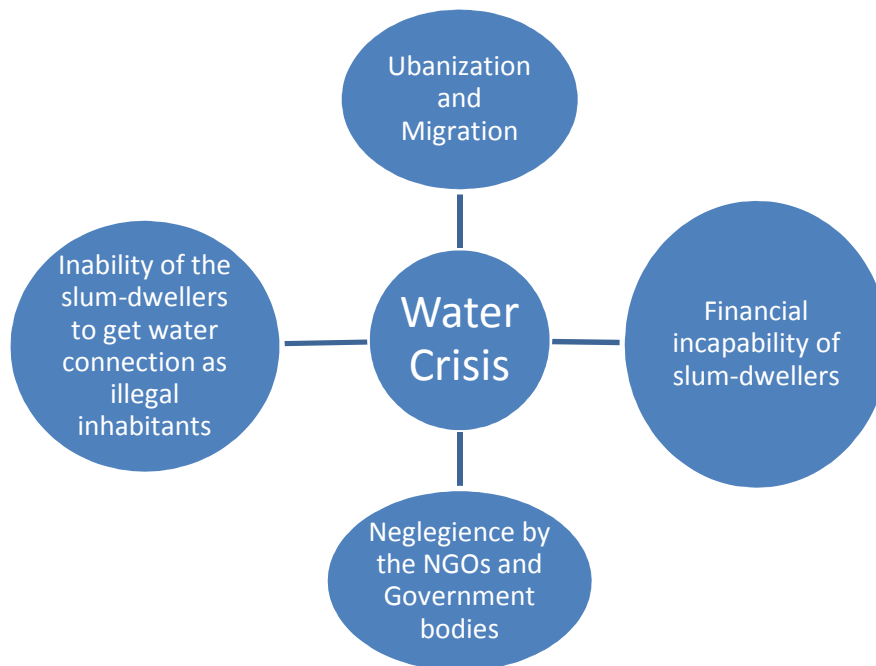 Ubanization
and
Migration
Inability of the
slum-dwellers
to get water
connection as
illegal
inhabitants
Water
Crisis
Financial
incapability of
slum-dwellers
Neglegience by
the NGOs and
Government
bodies